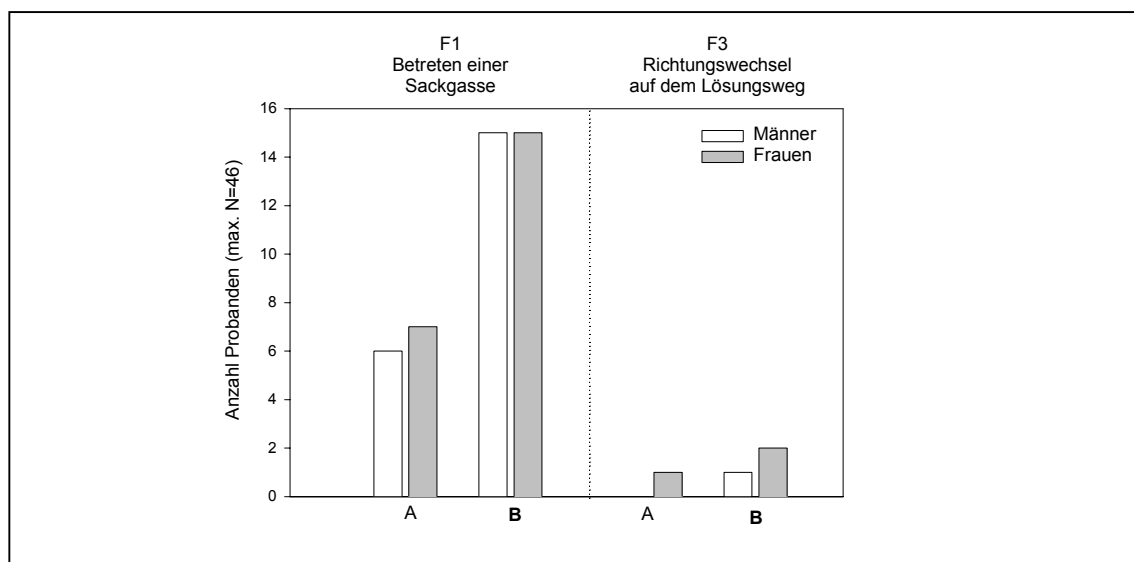 F1
Betreten einer
Sackgasse
F3
Richtungswechsel
auf dem Lösungsweg
Anzahl Probanden (max. N=46)
16
14
12
10
8
6
4
2
0
Männer
Frauen
A
B
A
B